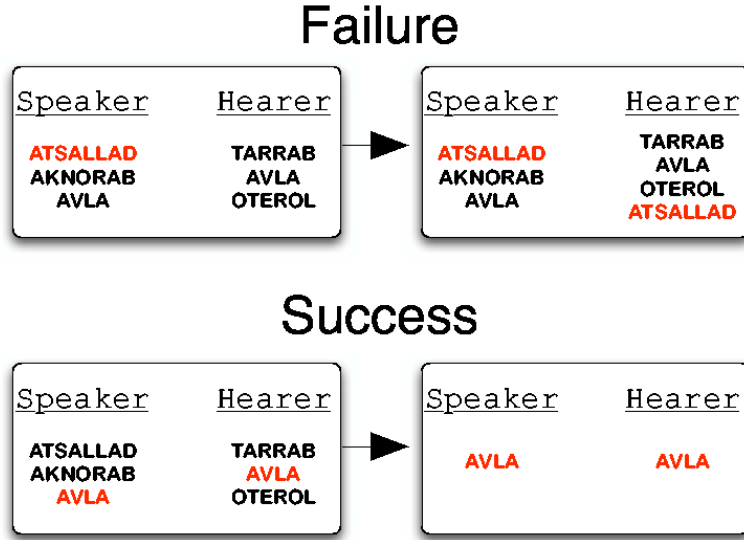 Failure
Speaker Hearer
ATSALLAD TARRAB
AKNORAB AVLA
AVLA OTEROL
Speaker Hearer
ATSALLAD TARRAB
AKNORAB AVLA
AVLA OTEROL
ATSALLAD
Success
Speaker Hearer
ATSALLAD TARRAB
AKNORAB AVLA
AVLA OTEROL
Speaker Hearer
AVLA AVLA